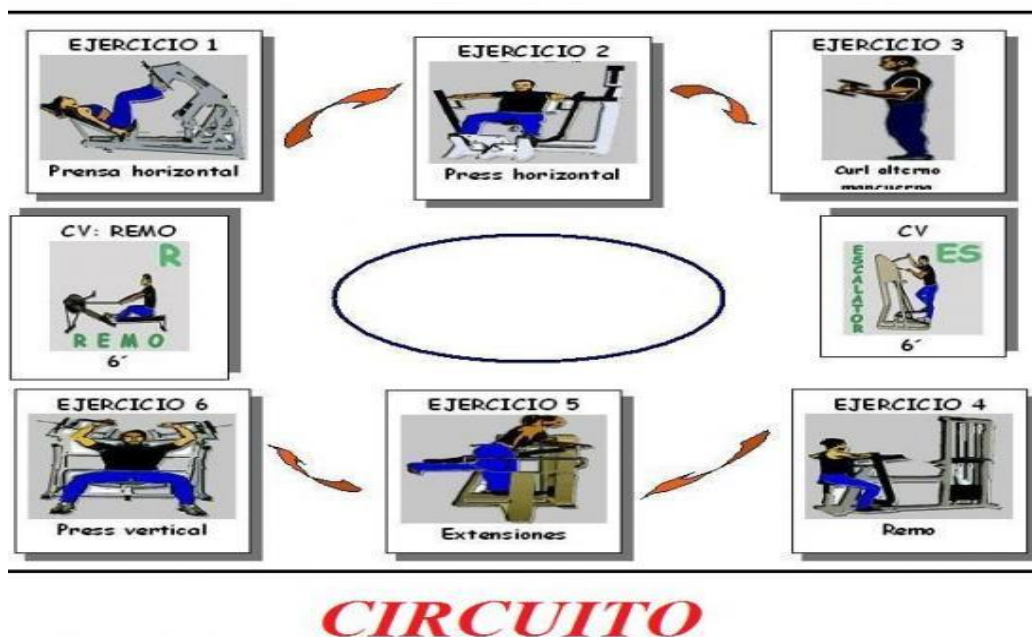 EJERCICIO 1
Prensa horizontal
EJERCICIO 2
Press horizontal
EJERCICIO 3
Curl alterno
mancuerna
CV
ESCALATOR
ES
6´
EJERCICIO 4
Remo
EJERCICIO 5
Extensiones
EJERCICIO 6
Press vertical
CV: REMO
R
REMO
6´
CIRCUITO